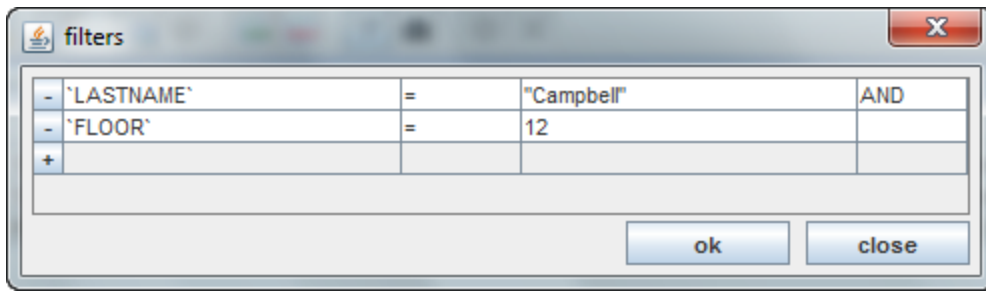 filters
- `LASTNAME` = "Campbell" AND
- `FLOOR` = 12
+
ok close